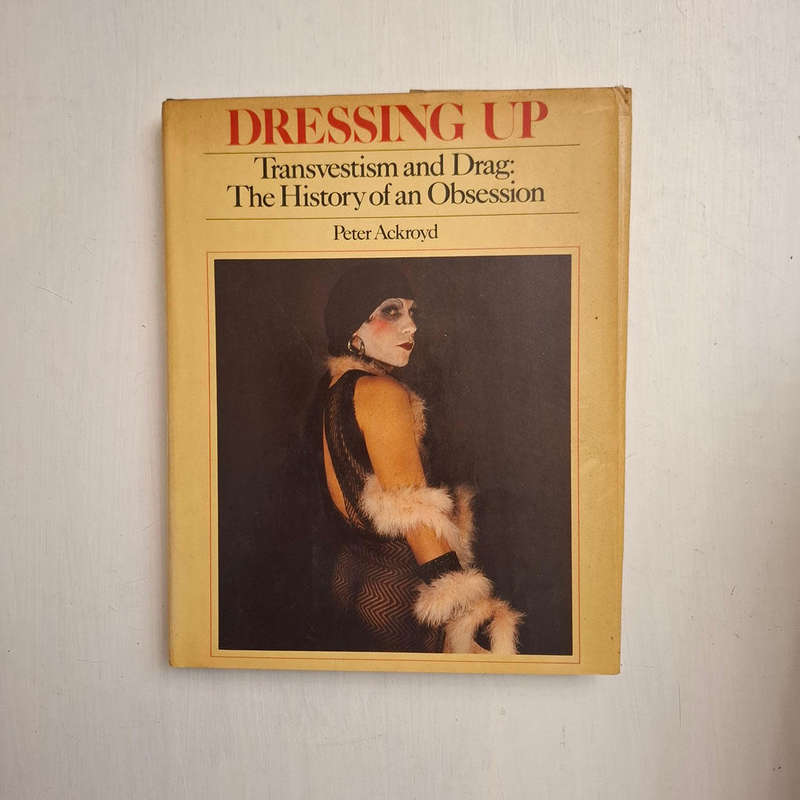 DRESSING UP
Transvestism and Drag:
The History of an Obsession
Peter Ackroyd